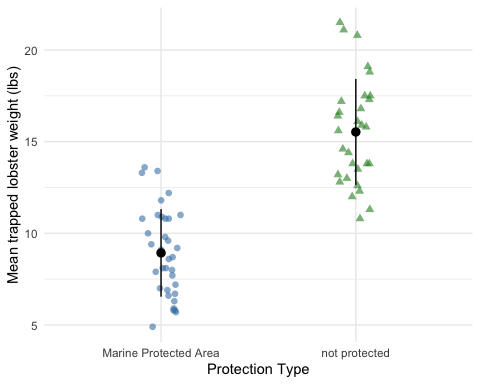 Mean trapped lobster weight (lbs)
20
15
10
5
Marine Protected Area
not protected
Protection Type